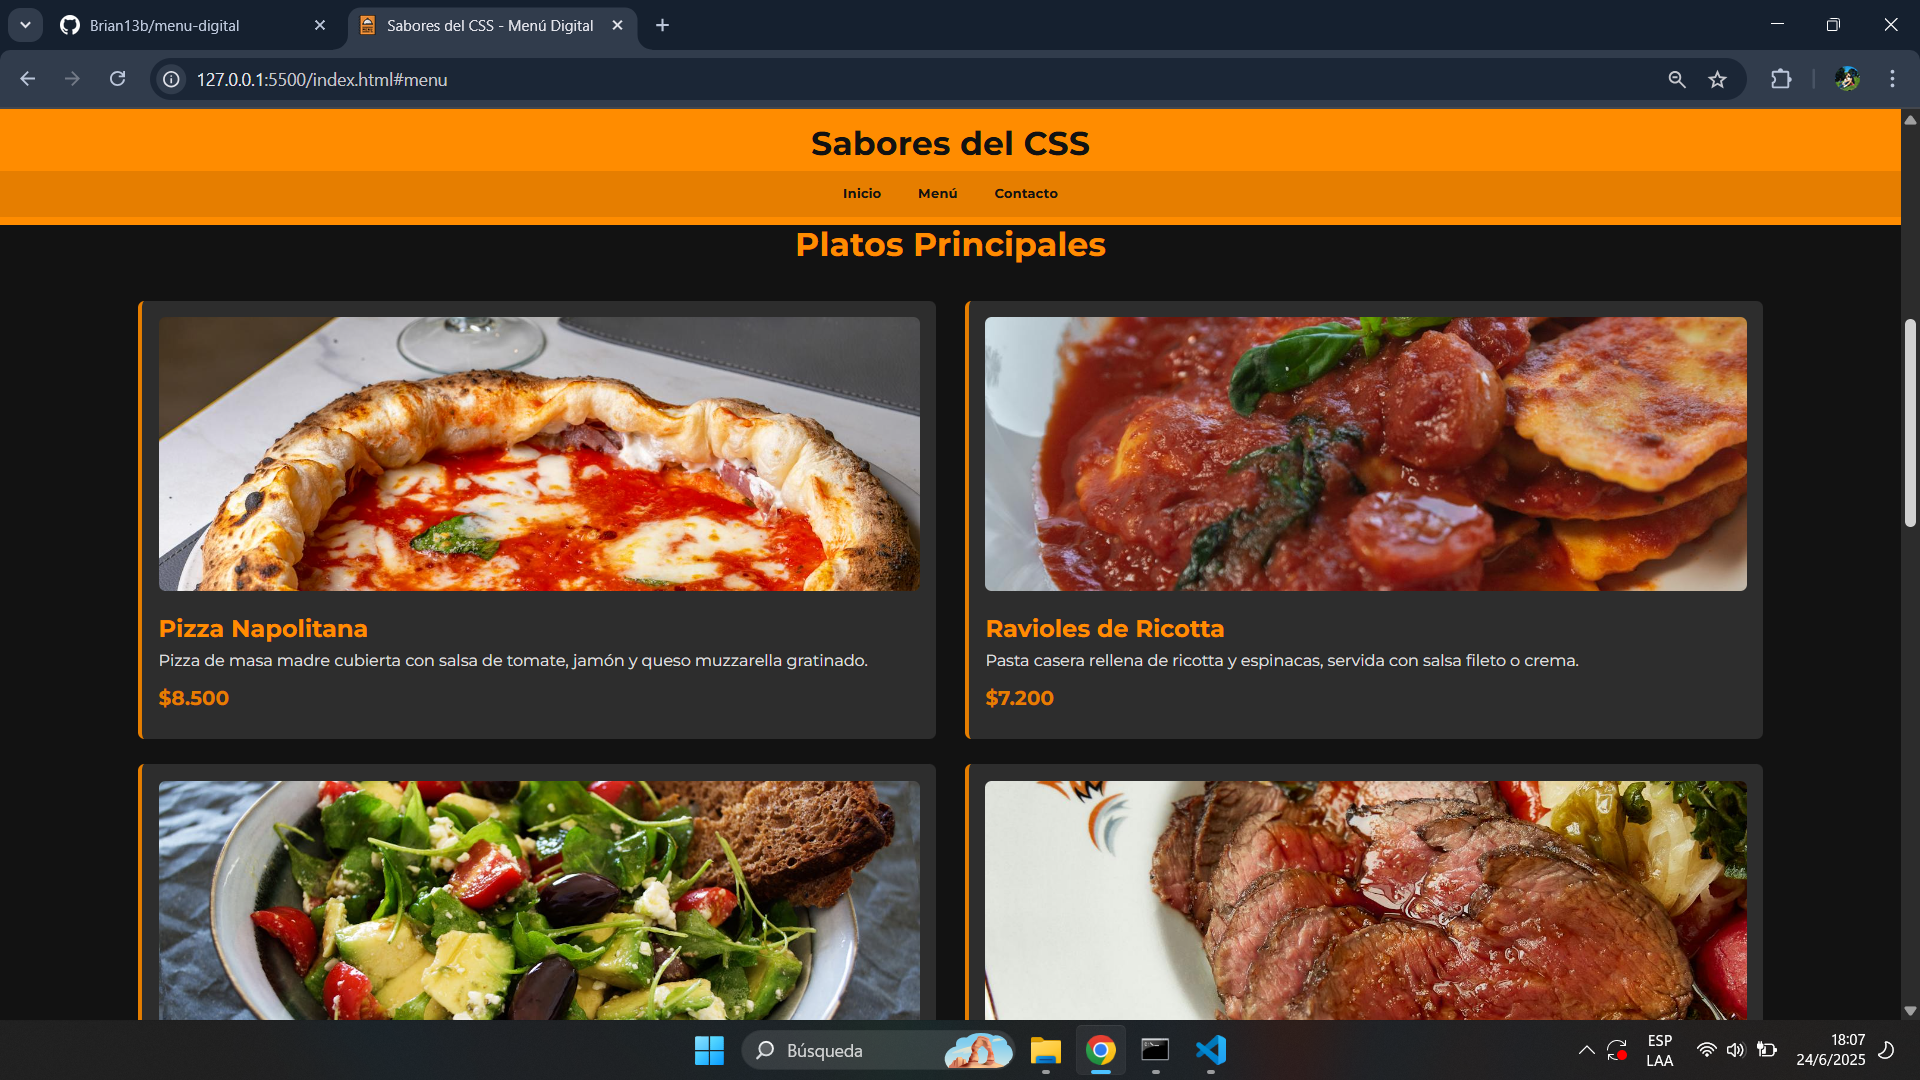 Brian13b/menu-digital
Sabores del CSS - Menú Digital
127.0.0.1:5500/index.html#menu
Sabores del CSS
Inicio Menú Contacto
Platos Principales
Pizza Napolitana
Pizza de masa madre cubierta con salsa de tomate, jamón y queso muzzarella gratinado.
$8.500
Ravioles de Ricotta
Pasta casera rellena de ricotta y espinacas, servida con salsa fileto o crema.
$7.200
Búsqueda
ESP
LAA
18:07
24/6/2025